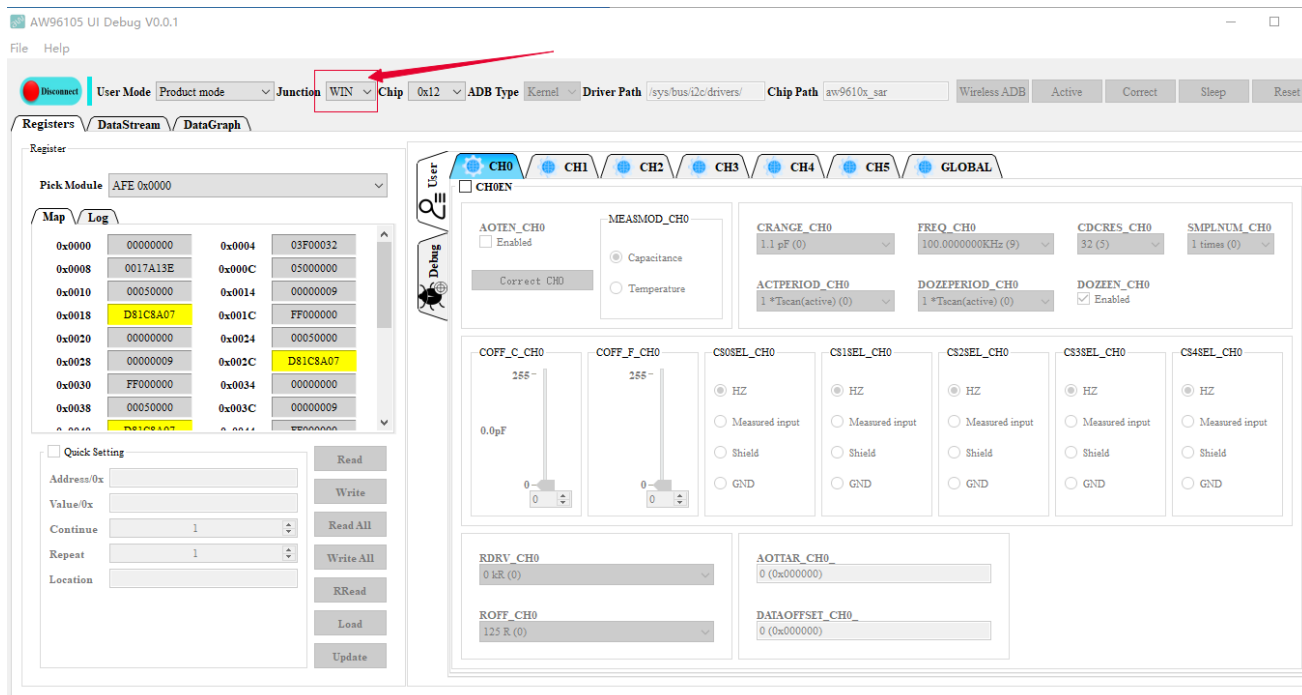 AW96105 UI Debug V0.0.1
File Help
Disconnect User Mode Product mode Junction WIN Chip 0x12 ADB Type Kernel Driver Path /sys/bus/i2c/drivers/ Chip Path aw9610x_sar Wireless ADB Active Correct Sleep Reset
Registers DataStream DataGraph
Register
Pick Module AFE 0x0000
Map Log
0x0000 00000000 0x0004 03F00032
0x0008 0017A13E 0x000C 05000000
0x0010 00050000 0x0014 00000009
0x0018 D81C8A07 0x001C FF000000
0x0020 00000000 0x0024 00050000
0x0028 00000009 0x002C D81C8A07
0x0030 FF000000 0x0034 00000000
0x0038 00050000 0x003C 00000009
Quick Setting
Address/0x
Value/0x
Continue 1
Repeat 1
Location
Read
Write
Read All
Write All
RRead
Load
Update
User
Debug
CH0 CH1 CH2 CH3 CH4 CH5 GLOBAL
CH0EN
AOTEN_CH0
Enabled
Correct CH0
MEASMOD_CH0
Capacitance
Temperature
CRANGE_CH0 FREQ_CH0 CDCRES_CH0 SMPLNUM_CH0
1.1 pF (0) 100.0000000KHz (9) 32 (5) 1 times (0)
ACTPERIOD_CH0 DOZEPERIOD_CH0 DOZEEN_CH0
1 *Tscan(active) (0) 1 *Tscan(active) (0) Enabled
COFF_C_CH0
255
0.0pF
0
0
COFF_F_CH0
255
0
0
CS0SEL_CH0
HZ
Measured input
Shield
GND
CS1SEL_CH0
HZ
Measured input
Shield
GND
CS2SEL_CH0
HZ
Measured input
Shield
GND
CS3SEL_CH0
HZ
Measured input
Shield
GND
CS4SEL_CH0
HZ
Measured input
Shield
GND
RDRV_CH0
0 kR (0)
ROFF_CH0
125 R (0)
AOTTAR_CH0_
0 (0x000000)
DATAOFFSET_CH0_
0 (0x000000)